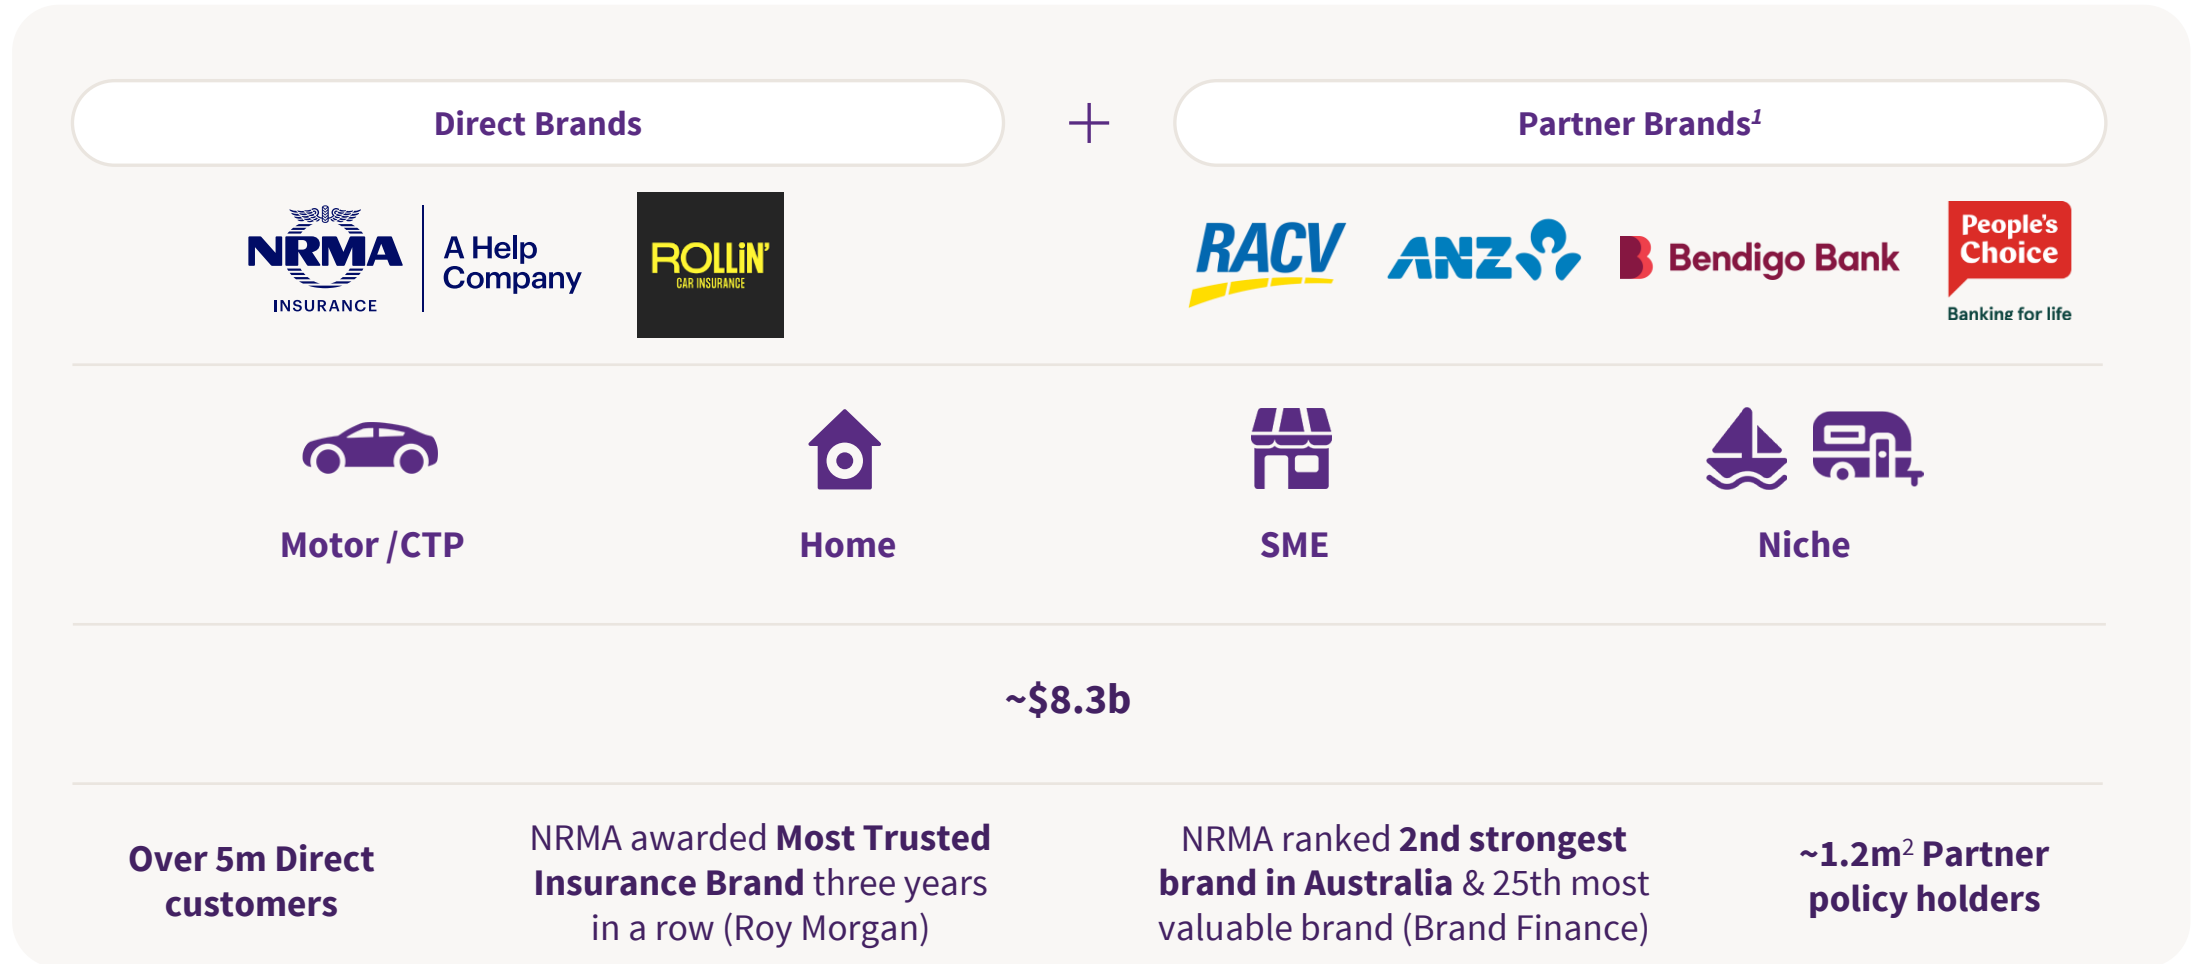 Direct Brands
+
Partner Brands¹
NRMA
INSURANCE
A Help
Company
ROLLiN'
CAR INSURANCE
RACV
ANZ
Bendigo Bank
People's
Choice
Banking for life
Motor /CTP
Home
SME
Niche
~$8.3b
Over 5m Direct
customers
NRMA awarded Most Trusted
Insurance Brand three years
in a row (Roy Morgan)
NRMA ranked 2nd strongest
brand in Australia & 25th most
valuable brand (Brand Finance)
~1.2m² Partner
policy holders